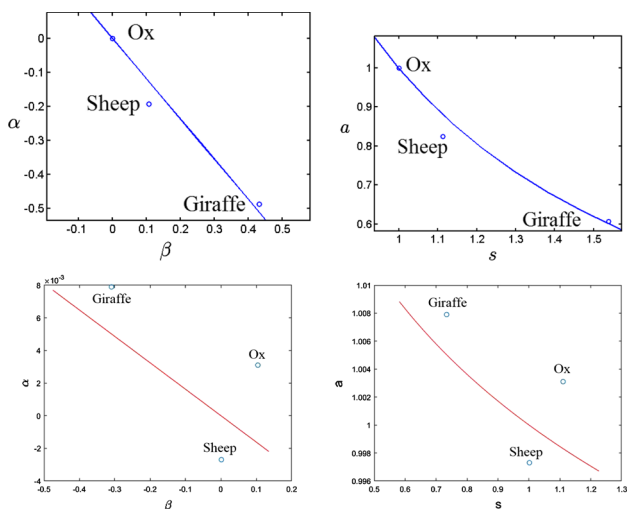 0
-0.1
-0.2
-0.3
-0.4
-0.5
α
Ox
Sheep
Giraffe
-0.1 0 0.1 0.2 0.3 0.4 0.5
β
1
0.9
0.8
0.7
0.6
a
Ox
Sheep
Giraffe
1 1.1 1.2 1.3 1.4 1.5
s
×10⁻³
8
6
4
2
0
-2
-4
α
Giraffe
Ox
Sheep
-0.5 -0.4 -0.3 -0.2 -0.1 0 0.1 0.2
β
1.01
1.008
1.006
1.004
1.002
1
0.998
0.996
a
Giraffe
Ox
Sheep
0.5 0.6 0.7 0.8 0.9 1 1.1 1.2 1.3
s